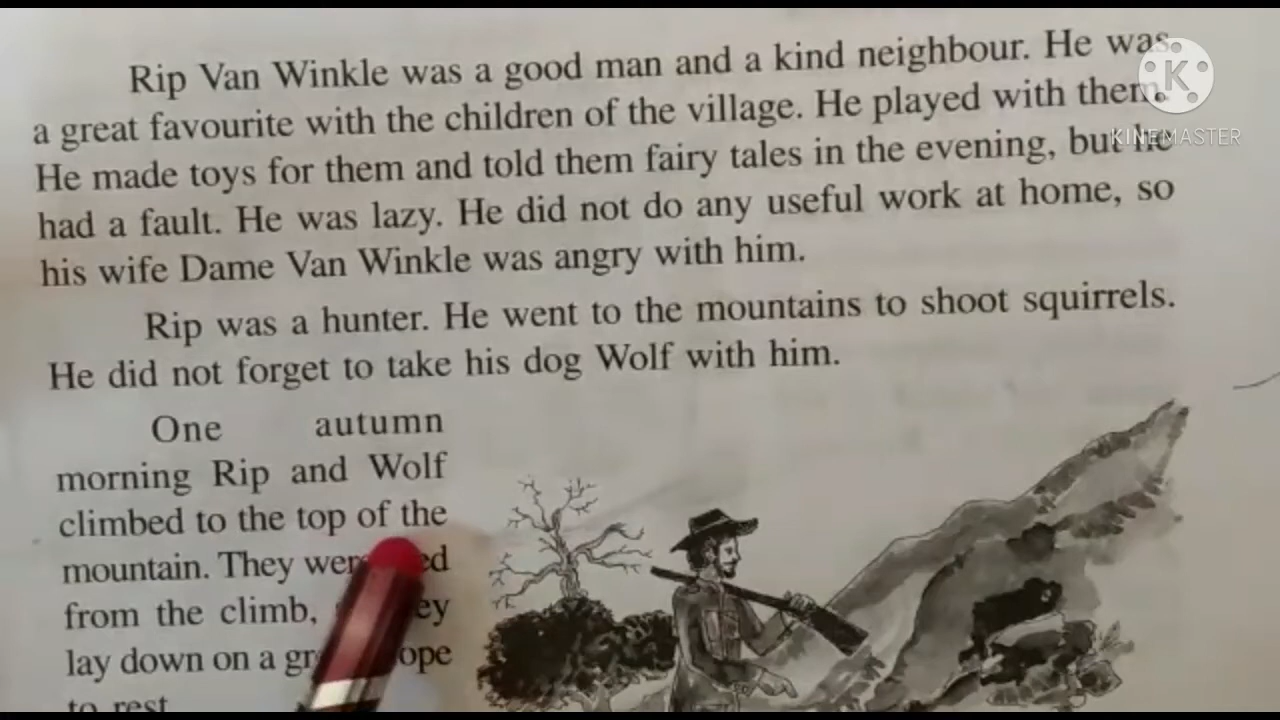 Rip Van Winkle was a good man and a kind neighbour. He was
a great favourite with the children of the village. He played with them.
He made toys for them and told them fairy tales in the evening, but he
had a fault. He was lazy. He did not do any useful work at home, so
his wife Dame Van Winkle was angry with him.
Rip was a hunter. He went to the mountains to shoot squirrels.
He did not forget to take his dog Wolf with him.
One autumn
morning Rip and Wolf
climbed to the top of the
mountain. They
from the climb,
lay down on a
to rest
K
KINEMASTER